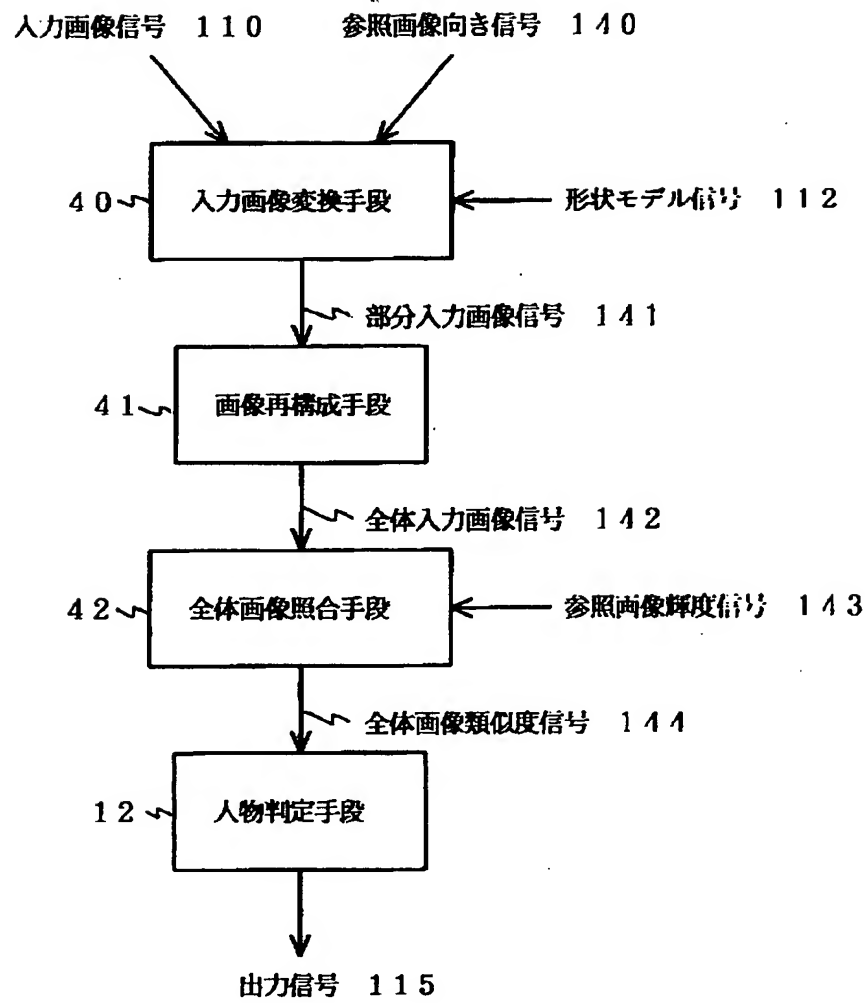 入力画像信号 110 参照画像向き信号 140
40 入力画像変換手段 形状モデル信号 112
部分入力画像信号 141
41 画像再構成手段
全体入力画像信号 142
42 全体画像照合手段 参照画像輝度信号 143
全体画像類似度信号 144
12 人物判定手段
出力信号 115